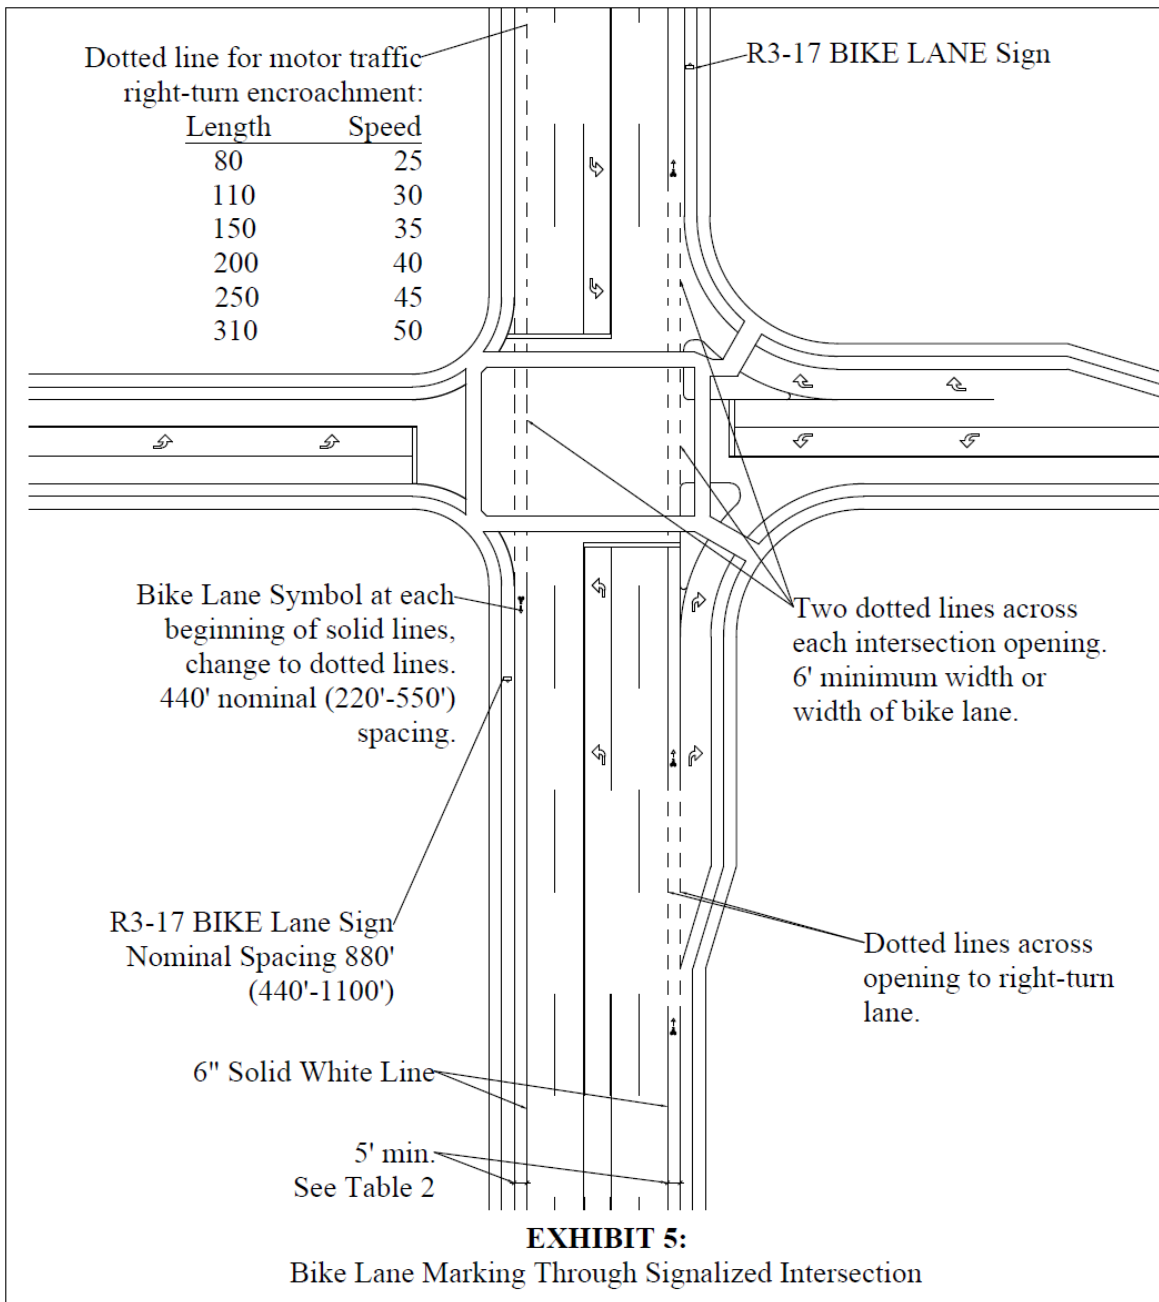 Dotted line for motor traffic
right-turn encroachment:
Length Speed
80 25
110 30
150 35
200 40
250 45
310 50
R3-17 BIKE LANE Sign
Bike Lane Symbol at each
beginning of solid lines,
change to dotted lines.
440' nominal (220'-550')
spacing.
Two dotted lines across
each intersection opening.
6' minimum width or
width of bike lane.
R3-17 BIKE Lane Sign
Nominal Spacing 880'
(440'-1100')
Dotted lines across
opening to right-turn
lane.
6" Solid White Line
5' min.
See Table 2
EXHIBIT 5:
Bike Lane Marking Through Signalized Intersection